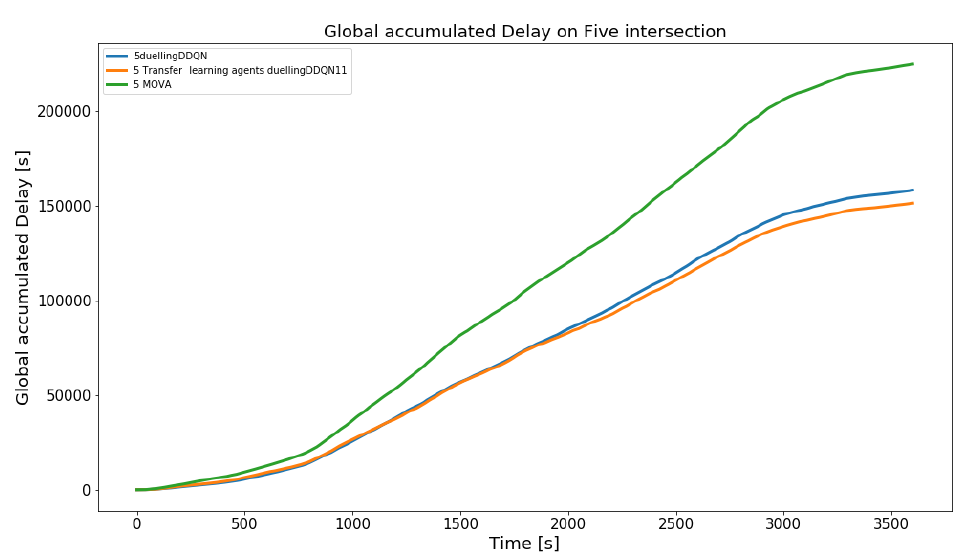 Global accumulated Delay on Five intersection
5duellingDDQN
5 Transfer learning agents duellingDDQN11
5 MOVA
Global accumulated Delay [s]
200000
150000
100000
50000
0
0 500 1000 1500 2000 2500 3000 3500
Time [s]